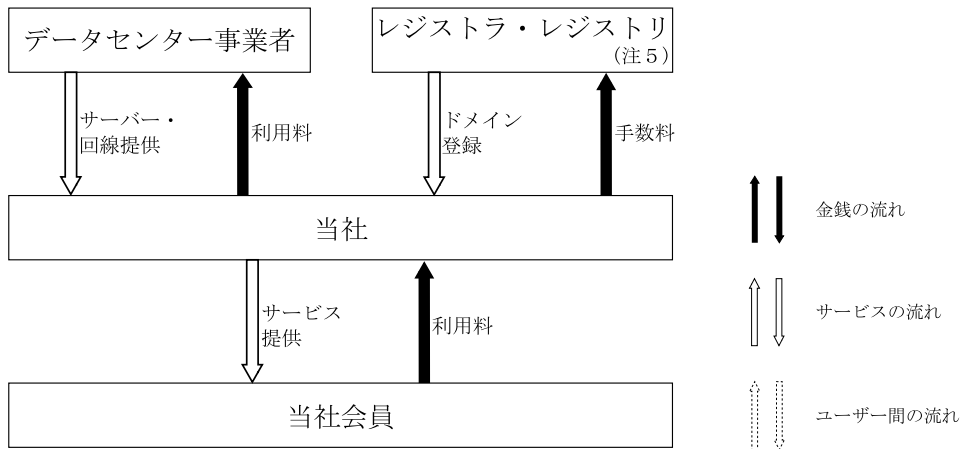 データセンター事業者
レジストラ・レジストリ
（注５）
サーバー・
回線提供
利用料
ドメイン
登録
手数料
当社
サービス
提供
利用料
当社会員
金銭の流れ
サービスの流れ
ユーザー間の流れ